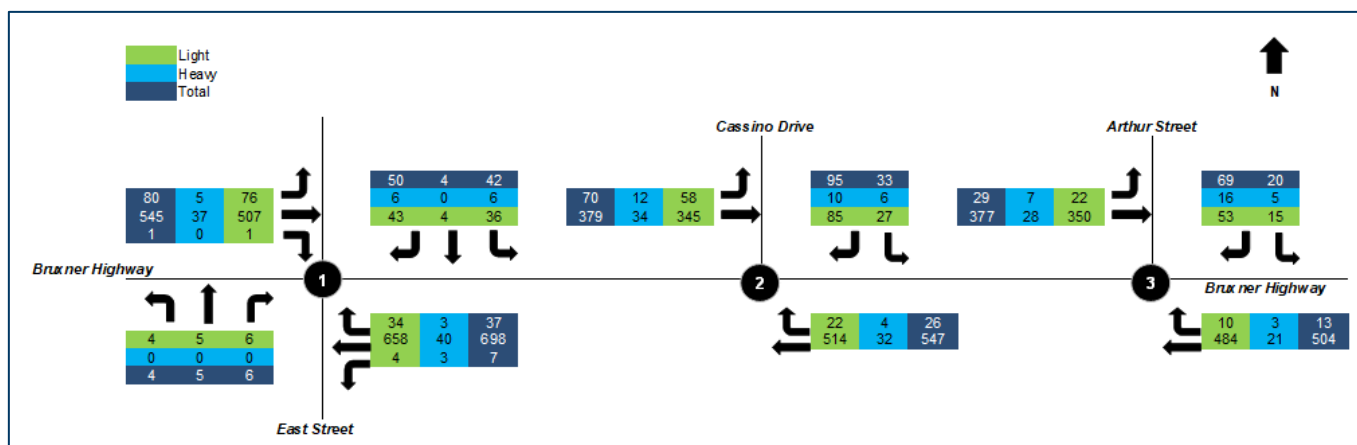 Light
Heavy
Total
N
Cassino Drive
Arthur Street
80 5 76
545 37 507
1 0 1
50 4 42
6 0 6
43 4 36
70 12 58
379 34 345
95 33
10 6
85 27
29 7 22
377 28 350
69 20
16 5
53 15
Bruxner Highway
1
2
3
Bruxner Highway
4 5 6
0 0 0
4 5 6
34 3 37
658 40 698
4 3 7
22 4 26
514 32 547
10 3 13
484 21 504
East Street